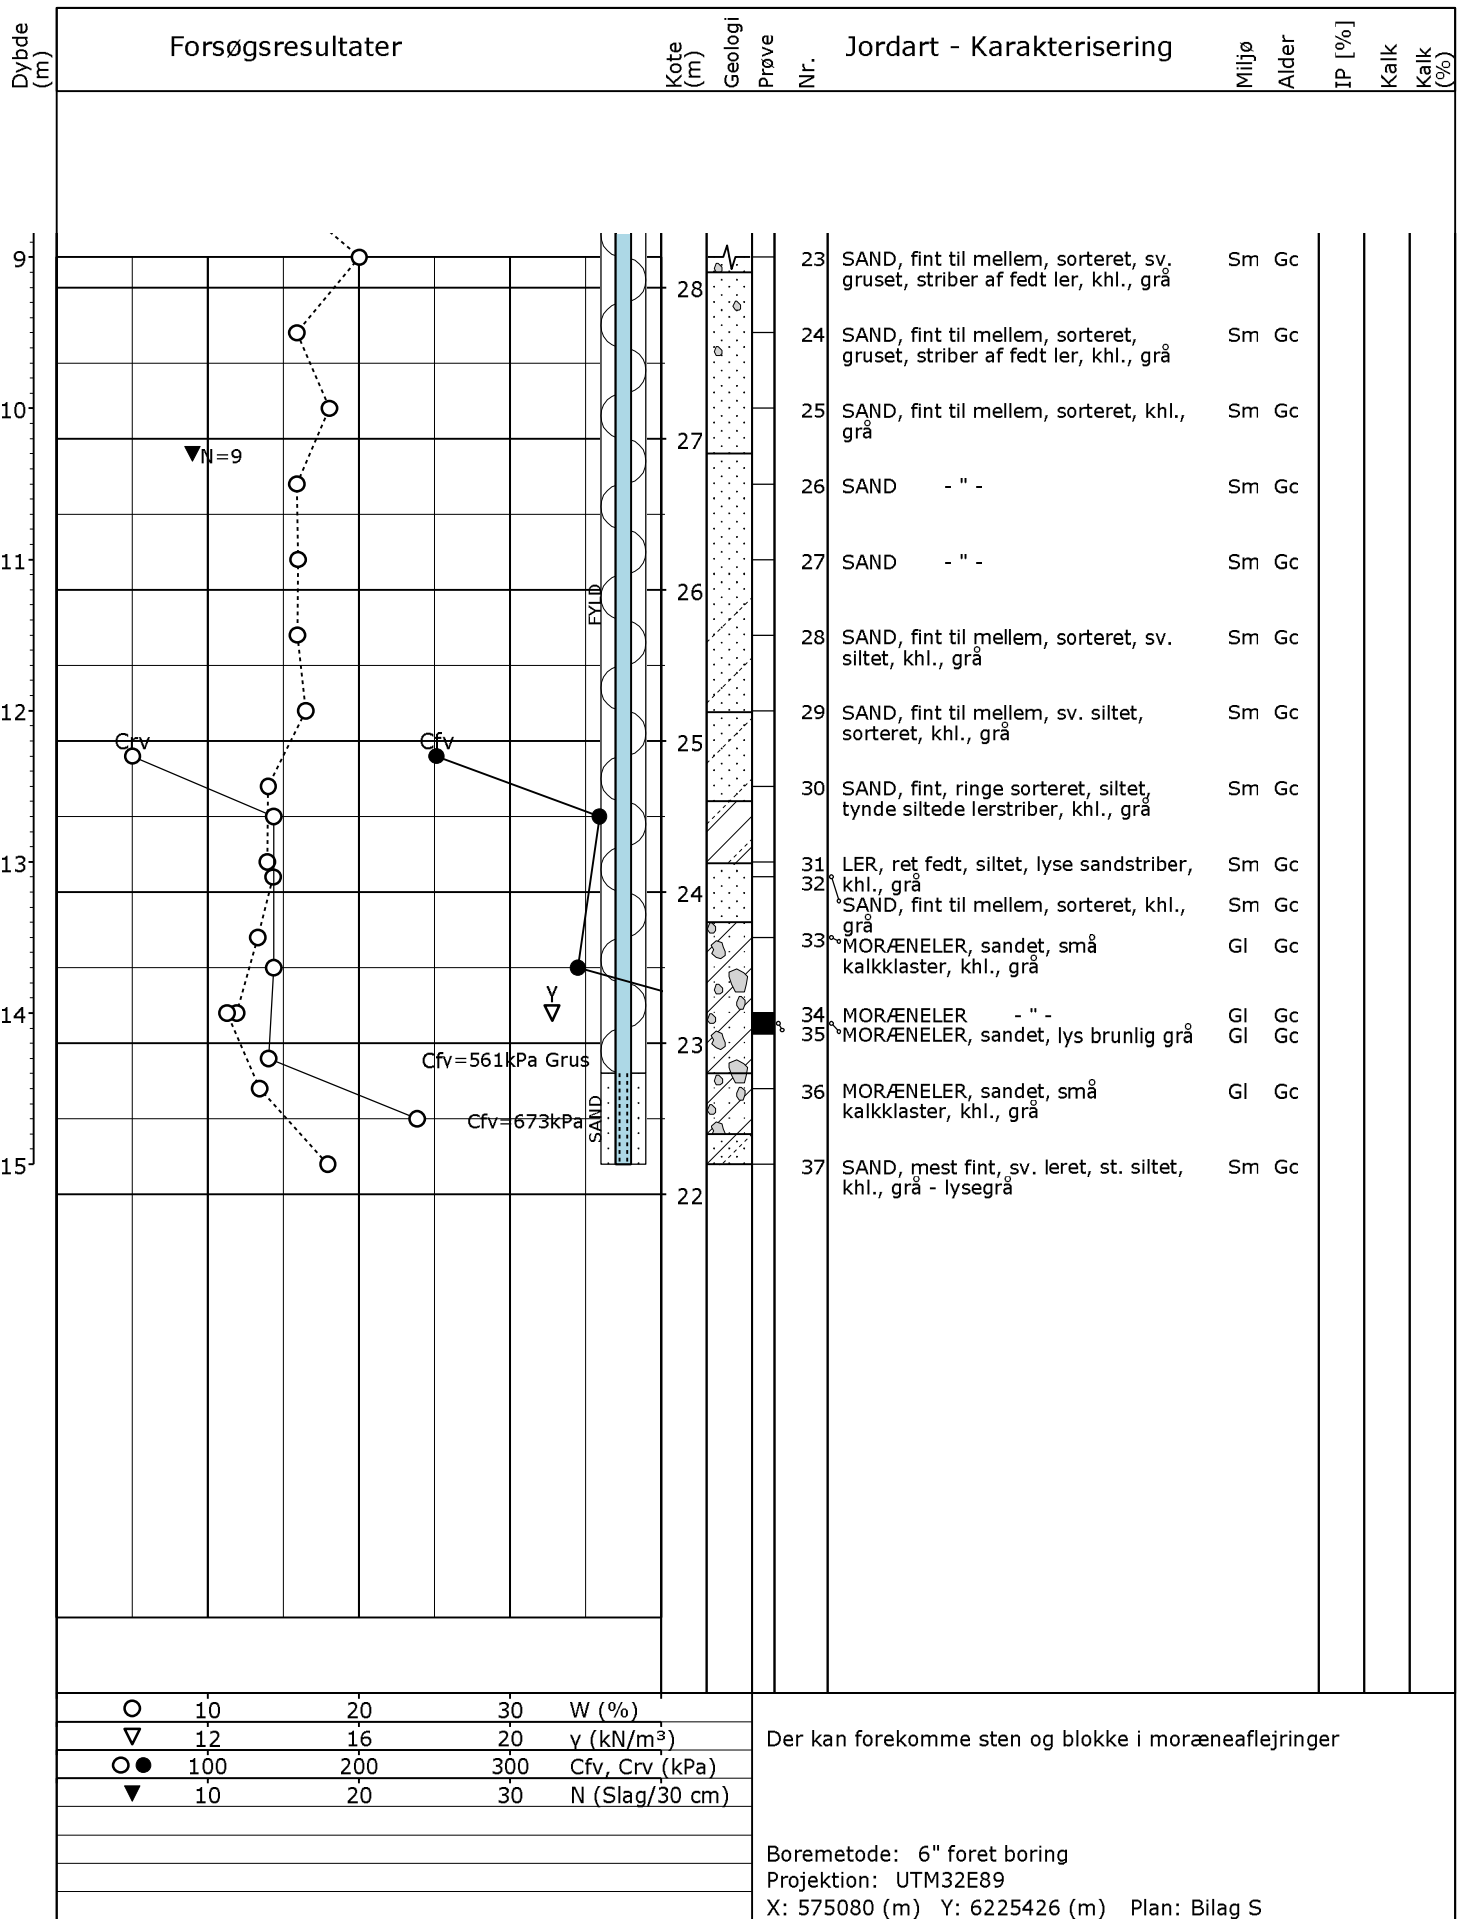 Dybde
(m)
Forsøgsresultater
Kote
(m)
Geologi
Prøve
Nr.
Jordart - Karakterisering
Miljø
Alder
IP [%]
Kalk
Kalk
(%)
9
10
11
12
13
14
15
28
27
26
25
24
23
22
N=9
Crv
Cfv
γ
Cfv=561kPa Grus
Cfv=673kPa
FYLD
SAND
23 SAND, fint til mellem, sorteret, sv. Sm Gc
gruset, striber af fedt ler, khl., grå
24 SAND, fint til mellem, sorteret, Sm Gc
gruset, striber af fedt ler, khl., grå
25 SAND, fint til mellem, sorteret, khl., Sm Gc
grå
26 SAND - " - Sm Gc
27 SAND - " - Sm Gc
28 SAND, fint til mellem, sorteret, sv. Sm Gc
siltet, khl., grå
29 SAND, fint til mellem, sv. siltet, Sm Gc
sorteret, khl., grå
30 SAND, fint, ringe sorteret, siltet, Sm Gc
tynde siltede lerstriber, khl., grå
31 LER, ret fedt, siltet, lyse sandstriber, Sm Gc
khl., grå
32 SAND, fint til mellem, sorteret, khl., Sm Gc
grå
33 MORÆNELER, sandet, små Gl Gc
kalkklaster, khl., grå
34 MORÆNELER - " - Gl Gc
35 MORÆNELER, sandet, lys brunlig grå Gl Gc
36 MORÆNELER, sandet, små Gl Gc
kalkklaster, khl., grå
37 SAND, mest fint, sv. leret, st. siltet, Sm Gc
khl., grå - lysegrå
10 20 30 W (%)
12 16 20 γ (kN/m³)
100 200 300 Cfv, Crv (kPa)
10 20 30 N (Slag/30 cm)
Der kan forekomme sten og blokke i moræneaflejringer
Boremetode: 6" foret boring
Projektion: UTM32E89
X: 575080 (m) Y: 6225426 (m) Plan: Bilag S